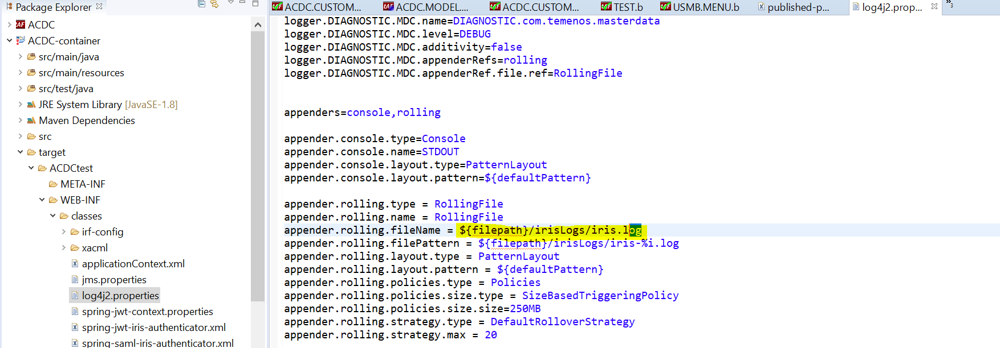 Package Explorer
ACDC
ACDC-container
src/main/java
src/main/resources
src/test/java
JRE System Library [JavaSE-1.8]
Maven Dependencies
src
target
ACDCtest
META-INF
WEB-INF
classes
irf-config
xacml
applicationContext.xml
jms.properties
log4j2.properties
spring-jwt-context.properties
spring-jwt-iris-authenticator.xml
spring-saml-iris-authenticator.xml
ACDC.CUSTOM... ACDC.MODEL.... ACDC.CUSTOM... TEST.b USMB.MENU.b published-p... log4j2.prop... »3
logger.DIAGNOSTIC.MDC.name=DIAGNOSTIC.com.temenos.masterdata
logger.DIAGNOSTIC.MDC.level=DEBUG
logger.DIAGNOSTIC.MDC.additivity=false
logger.DIAGNOSTIC.MDC.appenderRefs=rolling
logger.DIAGNOSTIC.MDC.appenderRef.file.ref=RollingFile
appenders=console,rolling
appender.console.type=Console
appender.console.name=STDOUT
appender.console.layout.type=PatternLayout
appender.console.layout.pattern=${defaultPattern}
appender.rolling.type = RollingFile
appender.rolling.name = RollingFile
appender.rolling.fileName = ${filepath}/irisLogs/iris.log
appender.rolling.filePattern = ${filepath}/irisLogs/iris-%i.log
appender.rolling.layout.type = PatternLayout
appender.rolling.layout.pattern = ${defaultPattern}
appender.rolling.policies.type = Policies
appender.rolling.policies.size.type = SizeBasedTriggeringPolicy
appender.rolling.policies.size.size=250MB
appender.rolling.strategy.type = DefaultRolloverStrategy
appender.rolling.strategy.max = 20